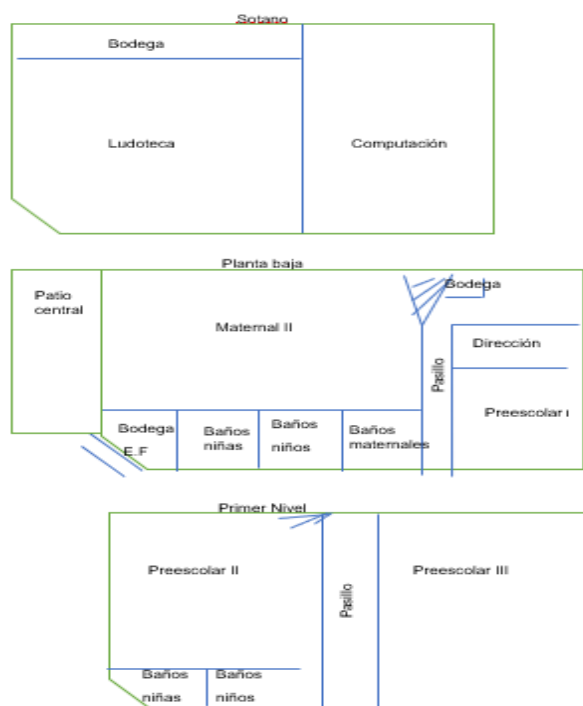 Sotano
Bodega
Ludoteca
Computación
Planta baja
Patio
central
Maternal II
Bodega
Dirección
Pasillo
Preescolar I
Bodega
E.F
Baños
niñas
Baños
niños
Baños
maternales
Primer Nivel
Preescolar II
Pasillo
Preescolar III
Baños
niñas
Baños
niños